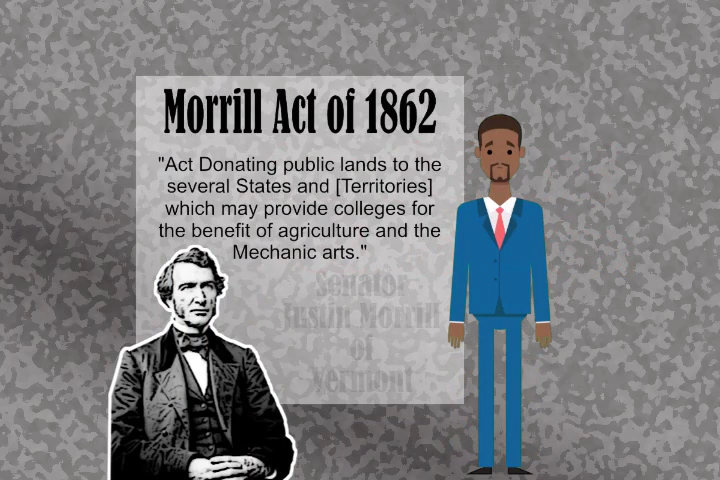 Morrill Act of 1862
"Act Donating public lands to the
several States and [Territories]
which may provide colleges for
the benefit of agriculture and the
Mechanic arts."
Senator
Justin Morrill
of
Vermont